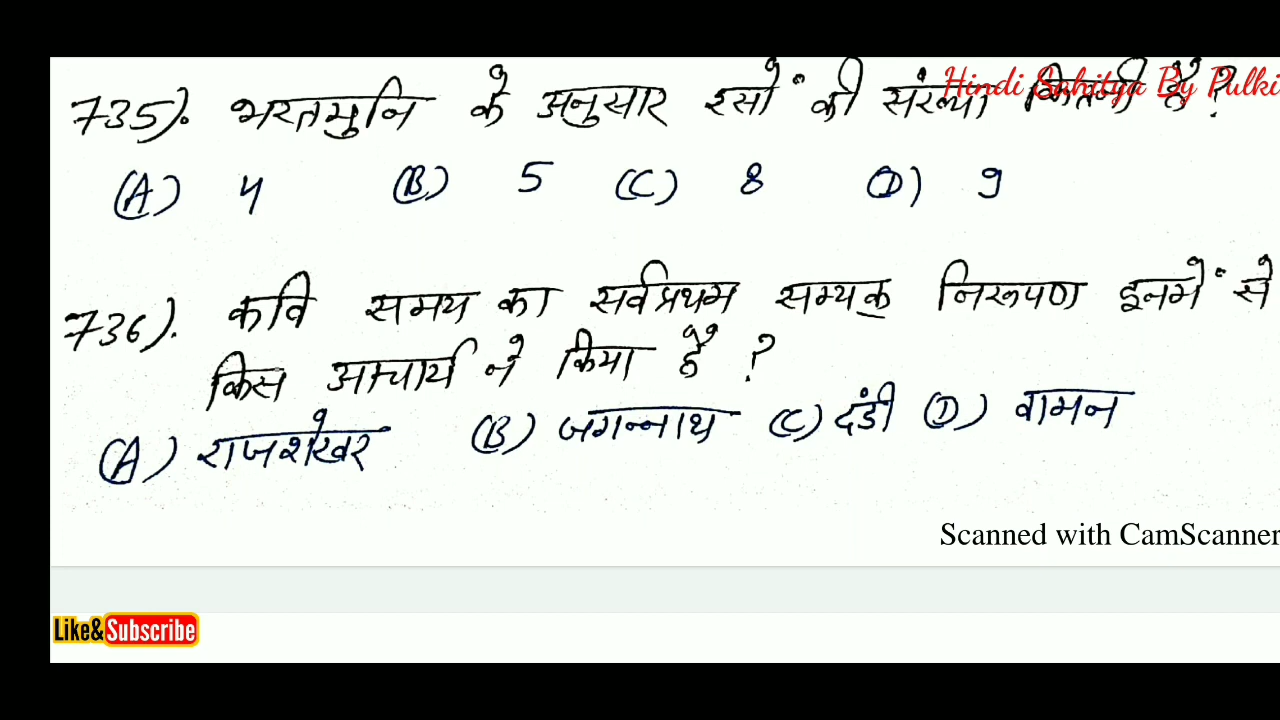 Hindi Sahitya By Pulki
735). भरतमुनि के अनुसार रसों की संख्या कितनी है ?
(A) 4 (B) 5 (C) 8 (D) 9
736). कवि समय का सर्वप्रथम सम्यक् निरूपण इनमें से
किस आचार्य ने किया है ?
(A) राजशेखर (B) जगन्नाथ (C) दंडी (D) वामन
Scanned with CamScanner
Like& Subscribe